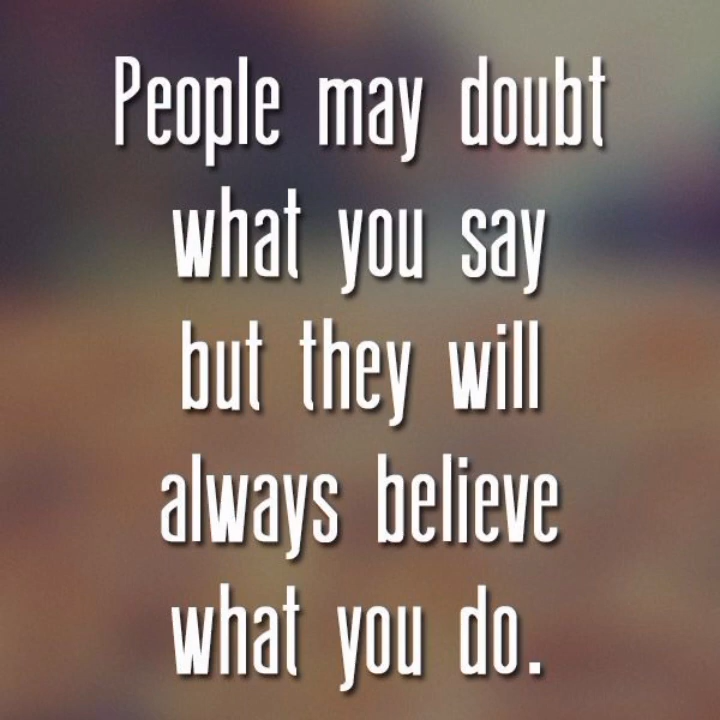 People may doubt
what you say
but they will
always believe
what you do.